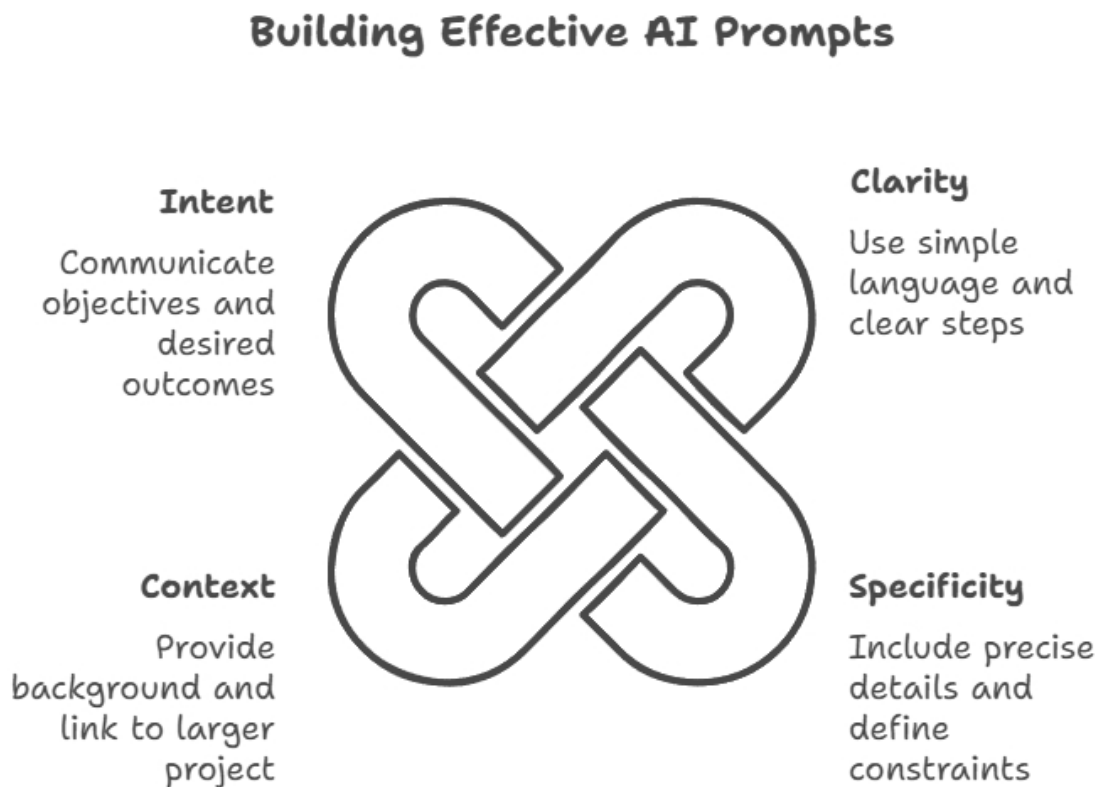 Building Effective AI Prompts
Intent
Communicate
objectives and
desired
outcomes
Clarity
Use simple
language and
clear steps
Context
Provide
background and
link to larger
project
Specificity
Include precise
details and
define
constraints